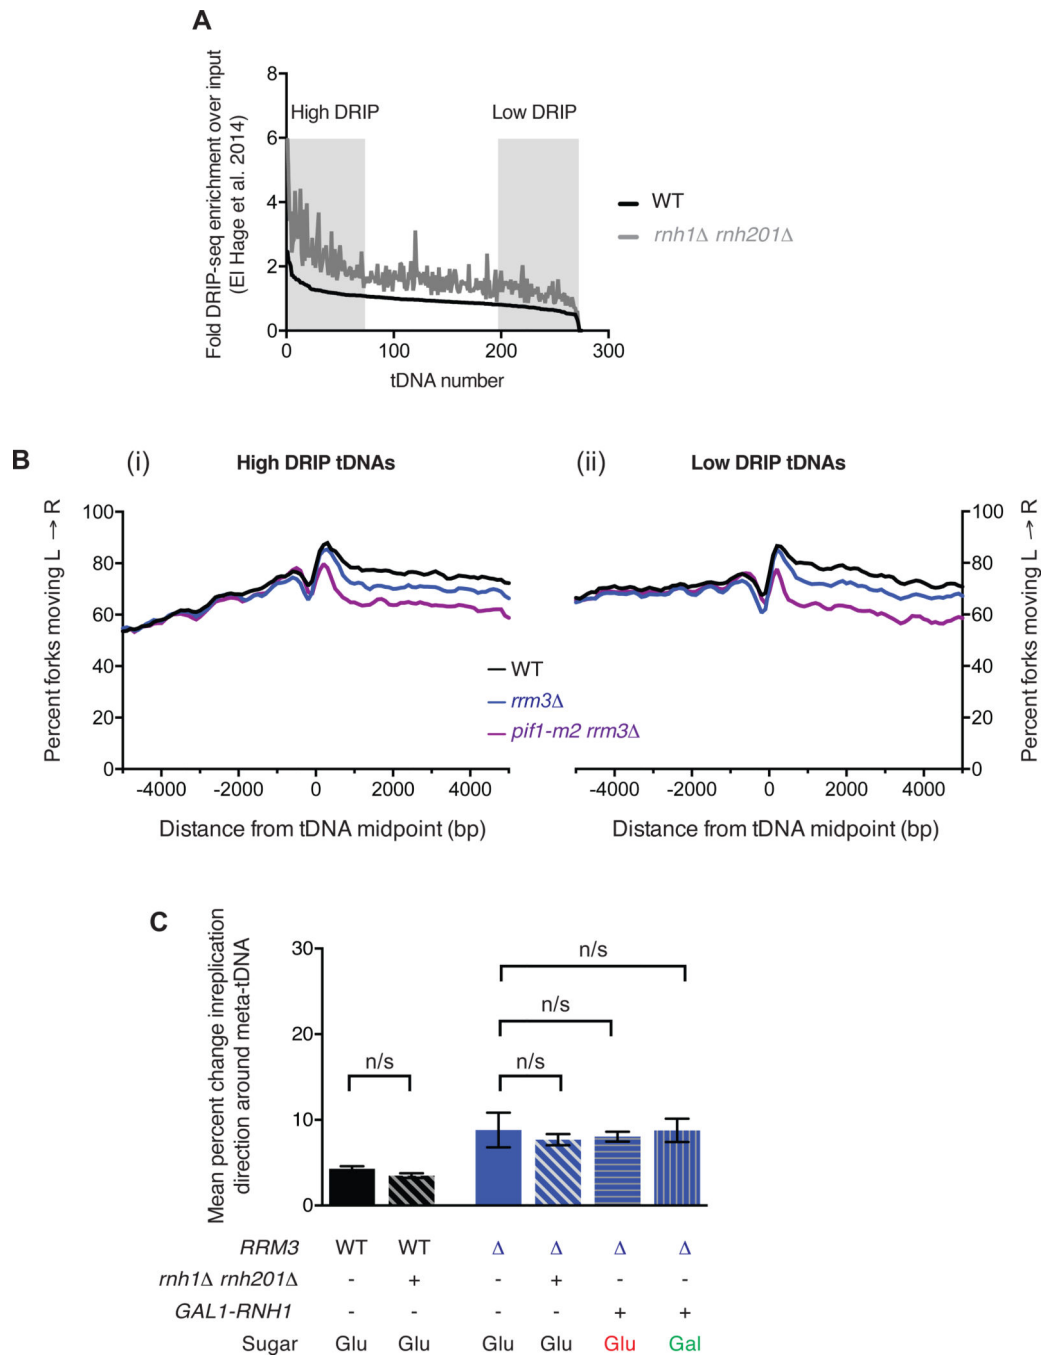 A
Fold DRIP-seq enrichment over input
(El Hage et al. 2014)
8
6
4
2
0
High DRIP
Low DRIP
WT
rnh1Δ rnh201Δ
0 100 200 300
tDNA number
B
(i)
High DRIP tDNAs
(ii)
Low DRIP tDNAs
Percent forks moving L → R
100
80
60
40
20
0
100
80
60
40
20
0
Percent forks moving L → R
WT
rrm3Δ
pif1-m2 rrm3Δ
-4000 -2000 0 2000 4000
-4000 -2000 0 2000 4000
Distance from tDNA midpoint (bp)
Distance from tDNA midpoint (bp)
C
Mean percent change inreplication
direction around meta-tDNA
30
20
10
0
n/s
n/s
n/s
n/s
RRM3 WT WT Δ Δ Δ Δ
rnh1Δ rnh201Δ - + - + - -
GAL1-RNH1 - - - - + +
Sugar Glu Glu Glu Glu Glu Gal